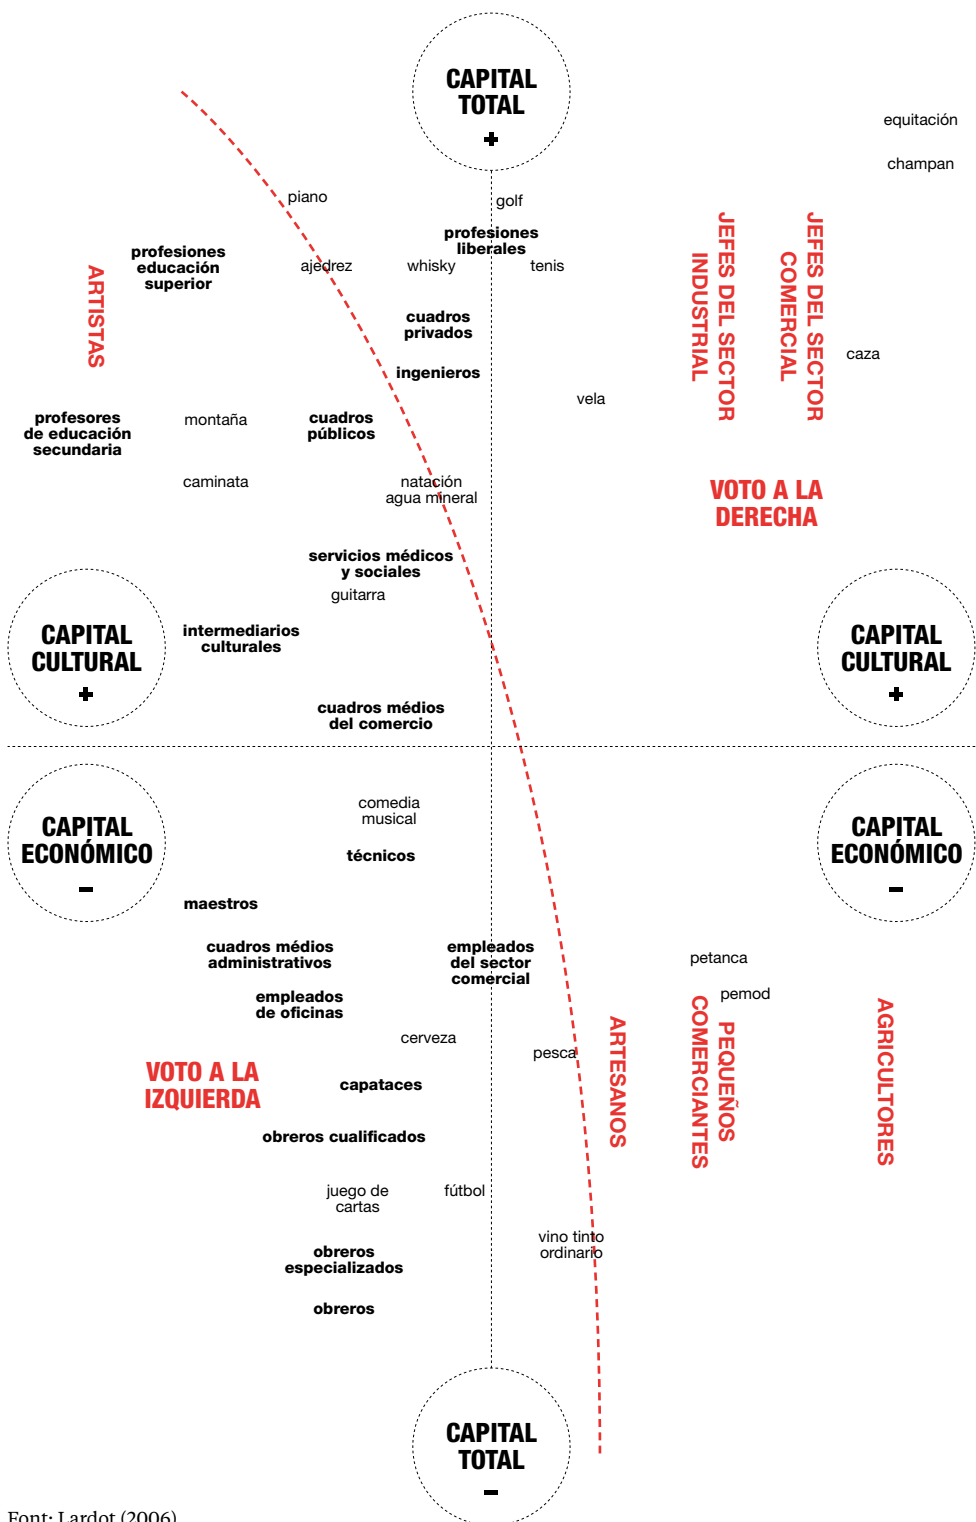 CAPITAL
TOTAL
+
equitación
champan
piano
golf
profesiones
liberales
profesiones
educación
superior
ajedrez
whisky
tenis
ARTISTAS
JEFES DEL SECTOR
INDUSTRIAL
JEFES DEL SECTOR
COMERCIAL
cuadros
privados
caza
ingenieros
vela
profesores
de educación
secundaria
montaña
cuadros
públicos
caminata
natación
agua mineral
VOTO A LA
DERECHA
servicios médicos
y sociales
guitarra
CAPITAL
CULTURAL
+
intermediarios
culturales
CAPITAL
CULTURAL
+
cuadros médios
del comercio
CAPITAL
ECONÓMICO
–
comedia
musical
técnicos
CAPITAL
ECONÓMICO
–
maestros
cuadros médios
administrativos
empleados
del sector
comercial
petanca
empleados
de oficinas
pemod
cerveza
pesca
ARTESANOS
PEQUEÑOS
COMERCIANTES
AGRICULTORES
VOTO A LA
IZQUIERDA
capataces
obreros cualificados
juego de
cartas
fútbol
vino tinto
ordinario
obreros
especializados
obreros
CAPITAL
TOTAL
–
Font: Lardot (2006)